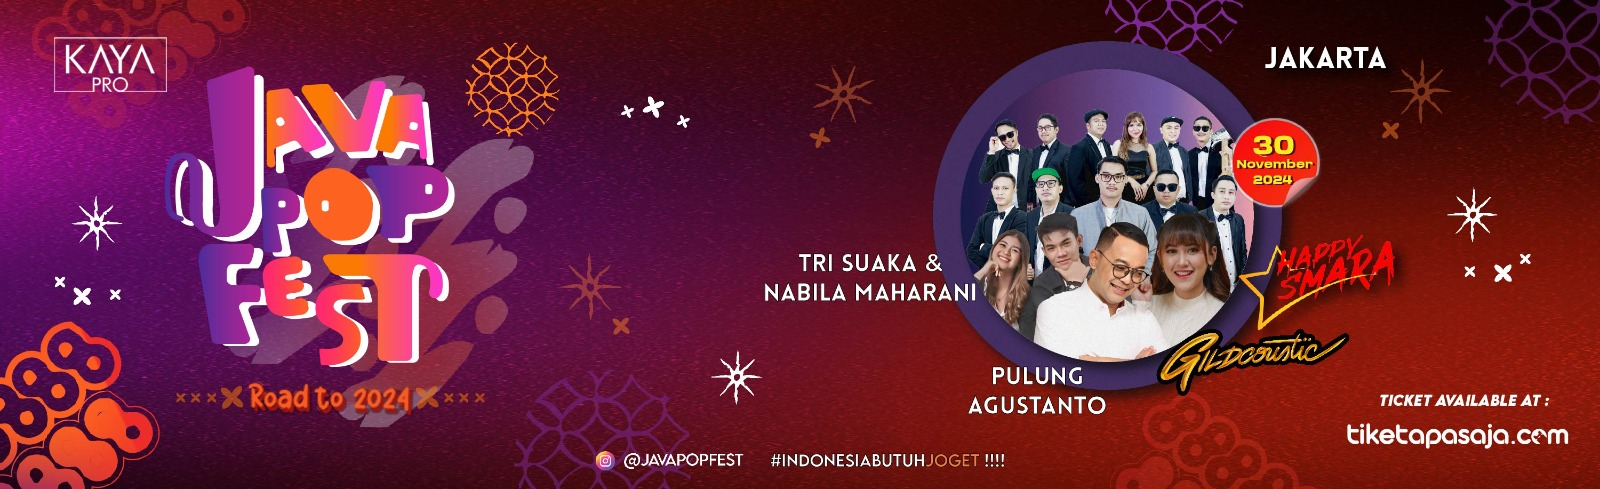 KAYA
PRO
JAVA
POP
FEST
Road to 2024
JAKARTA
30
November
2024
TRI SUAKA &
NABILA MAHARANI
HAPPY
SMARA
GILDCOUSTIC
PULUNG
AGUSTANTO
TICKET AVAILABLE AT :
tiketapasaja.com
@JAVAPOPFEST
#INDONESIABUTUHJOGET !!!!